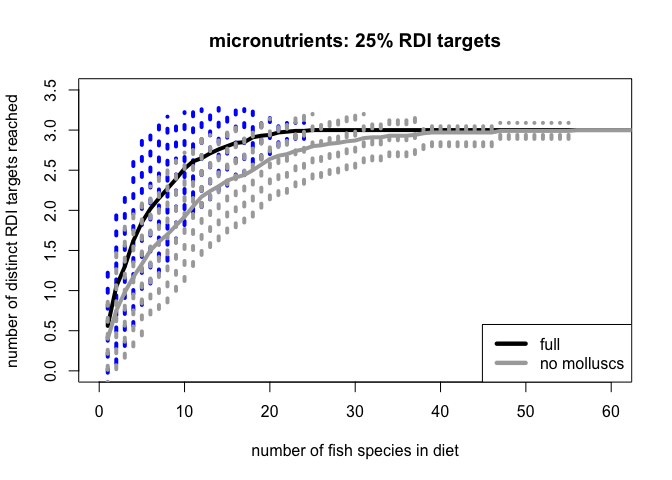 micronutrients: 25% RDI targets
number of distinct RDI targets reached
3.5
3.0
2.5
2.0
1.5
1.0
0.5
0.0
full
no molluscs
0 10 20 30 40 50 60
number of fish species in diet